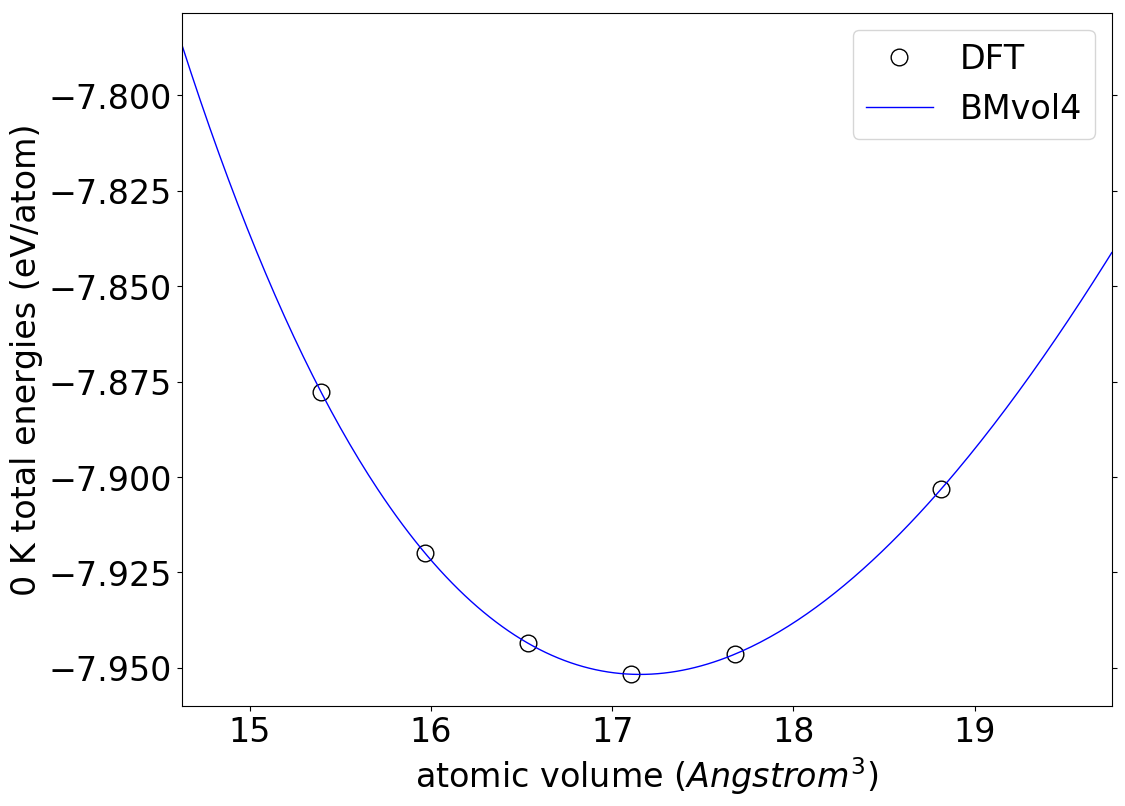 DFT
BMvol4
−7.800
−7.825
−7.850
−7.875
−7.900
−7.925
−7.950
0 K total energies (eV/atom)
15 16 17 18 19
atomic volume (Angstrom³)